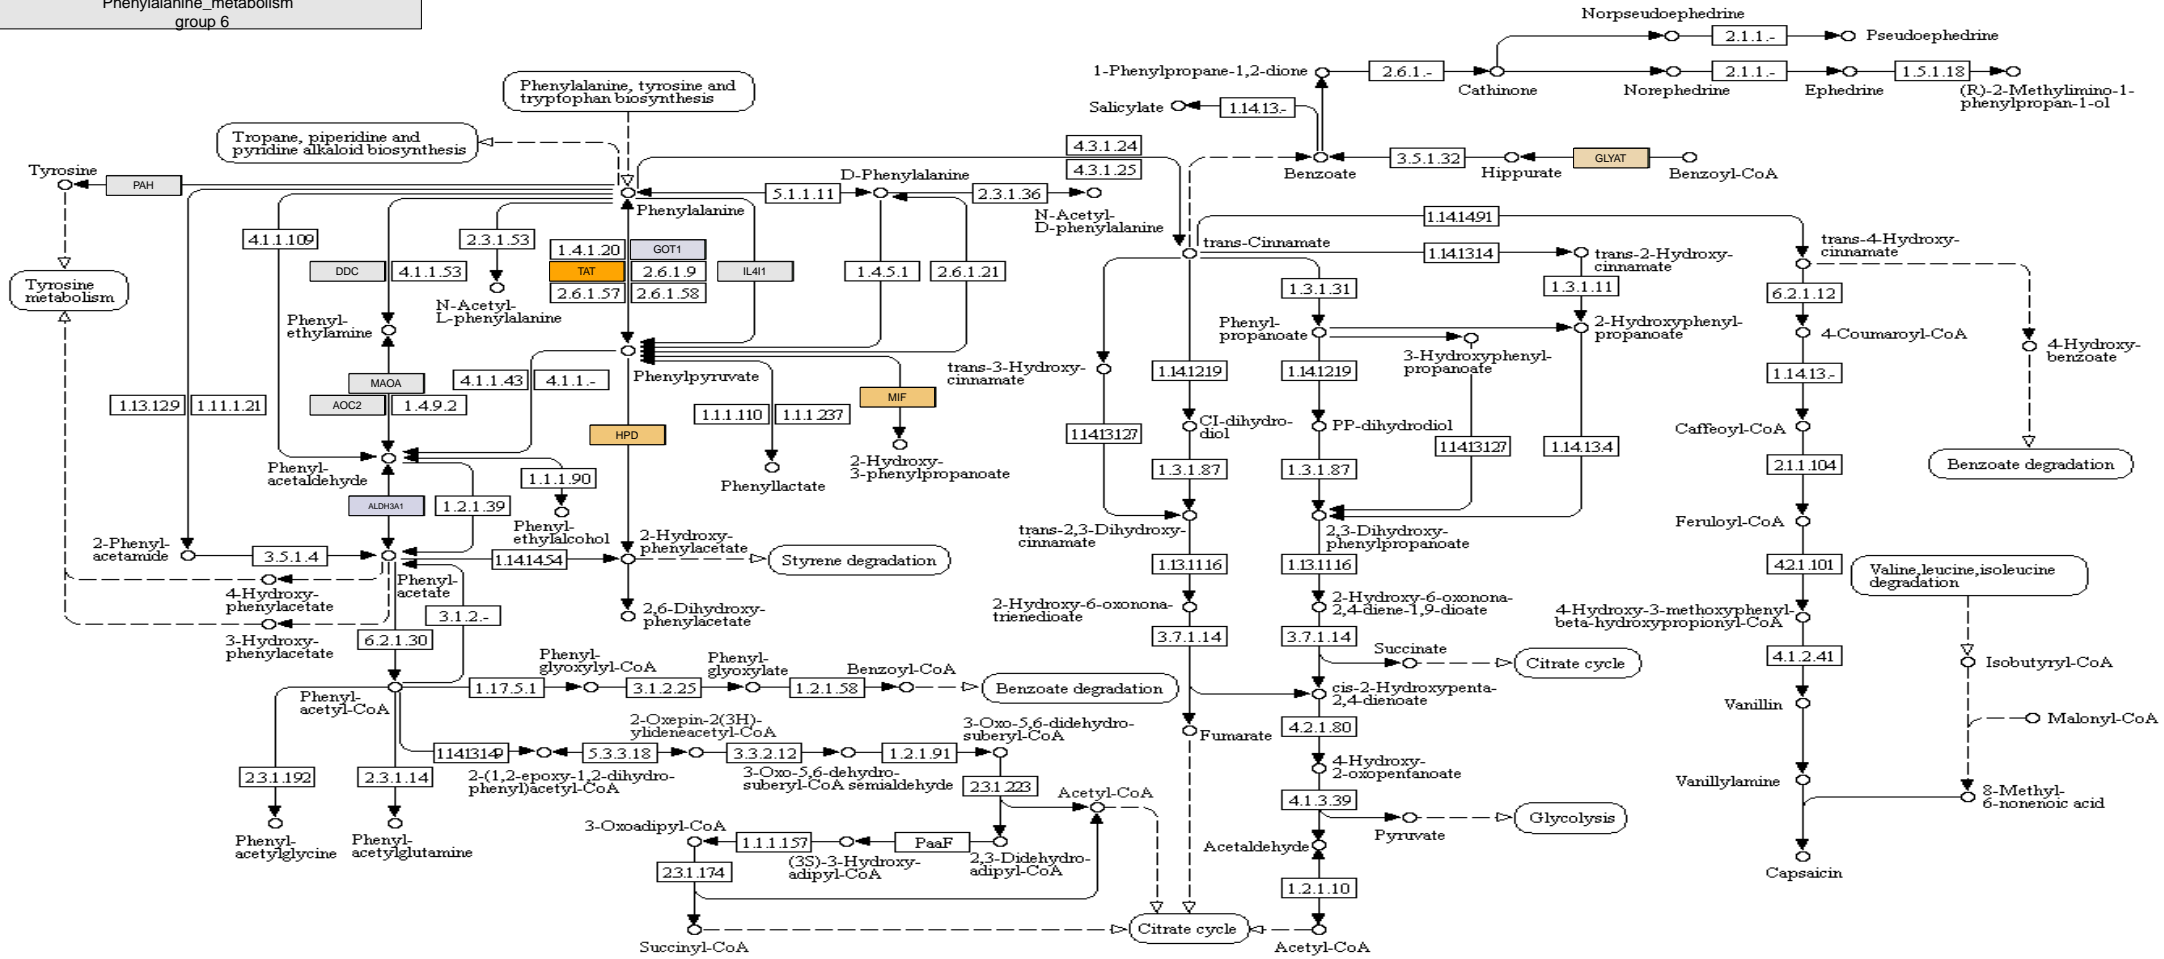 Phenylalanine_metabolism
group 6
Norpseudoephedrine
2.1.1.-
Pseudoephedrine
1-Phenylpropane-1,2-dione
2.6.1.-
Cathinone
2.1.1.-
Norephedrine
Ephedrine
1.5.1.18
(R)-2-Methylimino-1-
phenylpropan-1-ol
Salicylate
1.14.13.-
Phenylalanine, tyrosine and
tryptophan biosynthesis
Tropane, piperidine and
pyridine alkaloid biosynthesis
4.3.1.24
4.3.1.25
Benzoate
3.5.1.32
Hippurate
GLYAT
Benzoyl-CoA
Tyrosine
PAH
Phenylalanine
5.1.1.11
D-Phenylalanine
2.3.1.36
N-Acetyl-
D-phenylalanine
4.1.1.109
2.3.1.53
1.4.1.20
GOT1
DDC
4.1.1.53
TAT
2.6.1.9
IL4I1
1.4.5.1
2.6.1.21
2.6.1.57
2.6.1.58
Tyrosine
metabolism
N-Acetyl-
L-phenylalanine
Phenyl-
ethylamine
trans-Cinnamate
1.14.14.91
1.14.13.14
trans-2-Hydroxy-
cinnamate
trans-4-Hydroxy-
cinnamate
1.3.1.31
1.3.1.11
6.2.1.12
Phenyl-
propanoate
2-Hydroxyphenyl-
propanoate
4-Coumaroyl-CoA
4-Hydroxy-
benzoate
3-Hydroxyphenyl-
propanoate
trans-3-Hydroxy-
cinnamate
Phenylpyruvate
MAOA
4.1.1.43
4.1.1.-
AOC2
1.4.9.2
1.13.12.9
1.11.1.21
1.1.1.110
1.1.1.237
MIF
HPD
1.14.12.19
1.14.12.19
1.14.13.-
CI-dihydro-
diol
PP-dihydrodiol
Caffeoyl-CoA
1.14.13.127
1.14.13.127
1.14.13.4
Benzoate degradation
Phenyl-
acetaldehyde
1.1.1.90
Phenyllactate
2-Hydroxy-
3-phenylpropanoate
1.3.1.87
1.3.1.87
2.1.1.104
ALDH3A1
1.2.1.39
Phenyl-
ethylalcohol
trans-2,3-Dihydroxy-
cinnamate
2,3-Dihydroxy-
phenylpropanoate
Feruloyl-CoA
2-Phenyl-
acetamide
3.5.1.4
Phenyl-
acetate
1.14.14.54
2-Hydroxy-
phenylacetate
Styrene degradation
1.13.11.16
1.13.11.16
4.2.1.101
Valine,leucine,isoleucine
degradation
4-Hydroxy-
phenylacetate
3.1.2.-
2,6-Dihydroxy-
phenylacetate
2-Hydroxy-6-oxonona-
trienedioate
2-Hydroxy-6-oxonona-
2,4-diene-1,9-dioate
4-Hydroxy-3-methoxyphenyl-
beta-hydroxypropionyl-CoA
3-Hydroxy-
phenylacetate
6.2.1.30
3.7.1.14
3.7.1.14
Succinate
Citrate cycle
4.1.2.41
Isobutyryl-CoA
Phenyl-
acetyl-CoA
1.17.5.1
Phenyl-
glyoxylyl-CoA
3.1.2.25
Phenyl-
glyoxylate
1.2.1.58
Benzoyl-CoA
Benzoate degradation
cis-2-Hydroxypenta-
2,4-dienoate
Vanillin
Malonyl-CoA
Fumarate
4.2.1.80
1.14.13.149
5.3.3.18
2-Oxepin-2(3H)-
ylideneacetyl-CoA
3.3.2.12
1.2.1.91
3-Oxo-5,6-didehydro-
suberyl-CoA
2.3.1.192
2.3.1.14
2-(1,2-epoxy-1,2-dihydro-
phenyl)acetyl-CoA
3-Oxo-5,6-dehydro-
suberyl-CoA semialdehyde
2.3.1.223
Acetyl-CoA
4-Hydroxy-
2-oxopentanoate
Vanillylamine
8-Methyl-
6-nonenoic acid
4.1.3.39
Pyruvate
Glycolysis
Phenyl-
acetylglycine
Phenyl-
acetylglutamine
3-Oxoadipyl-CoA
1.1.1.157
(3S)-3-Hydroxy-
adipyl-CoA
PaaF
2,3-Didehydro-
adipyl-CoA
Acetaldehyde
Capsaicin
2.3.1.174
1.2.1.10
Succinyl-CoA
Citrate cycle
Acetyl-CoA